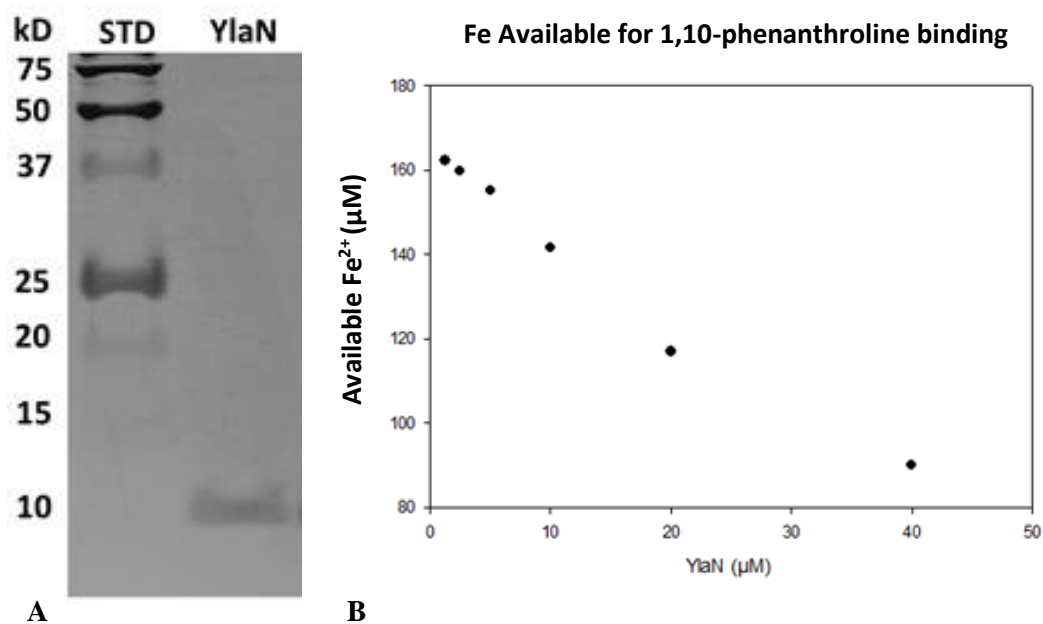 kD STD YlaN
75
50
37
25
20
15
10
A
Fe Available for 1,10-phenanthroline binding
180
160
140
120
100
80
Available Fe²⁺ (µM)
0 10 20 30 40 50
YlaN (µM)
B